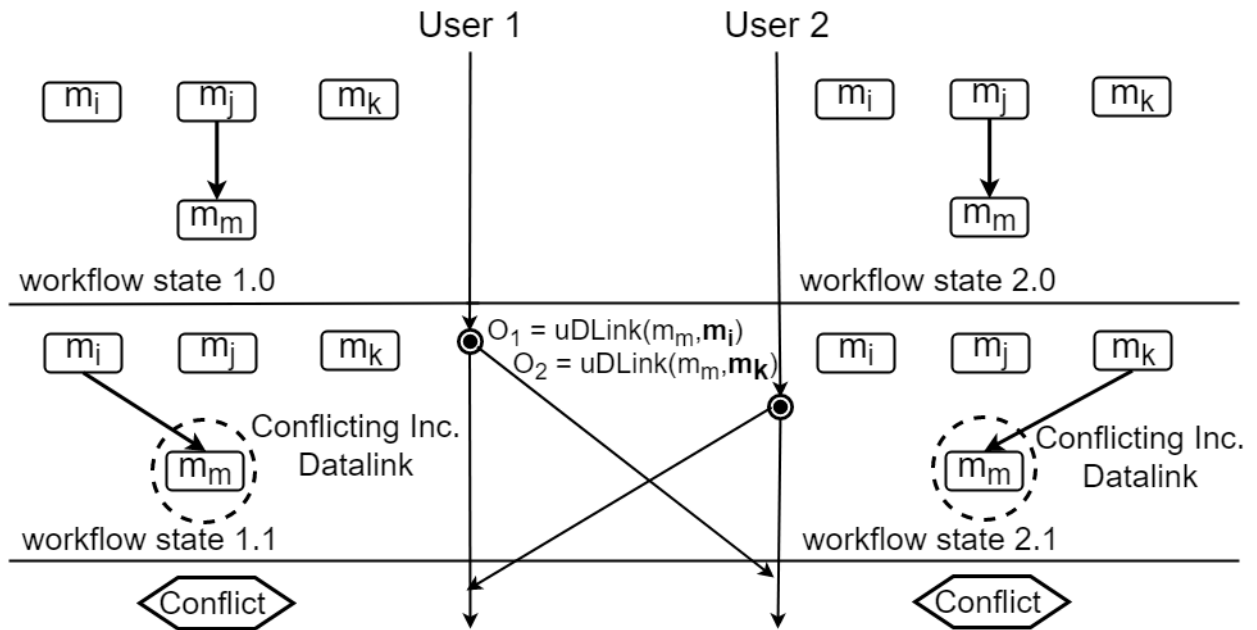 User 1
User 2
mi
mj
mk
mi
mj
mk
mm
mm
workflow state 1.0
workflow state 2.0
mi
mj
mk
O1 = uDLink(mm,mi)
O2 = uDLink(mm,mk)
mi
mj
mk
Conflicting Inc.
Datalink
mm
Conflicting Inc.
Datalink
mm
workflow state 1.1
workflow state 2.1
Conflict
Conflict